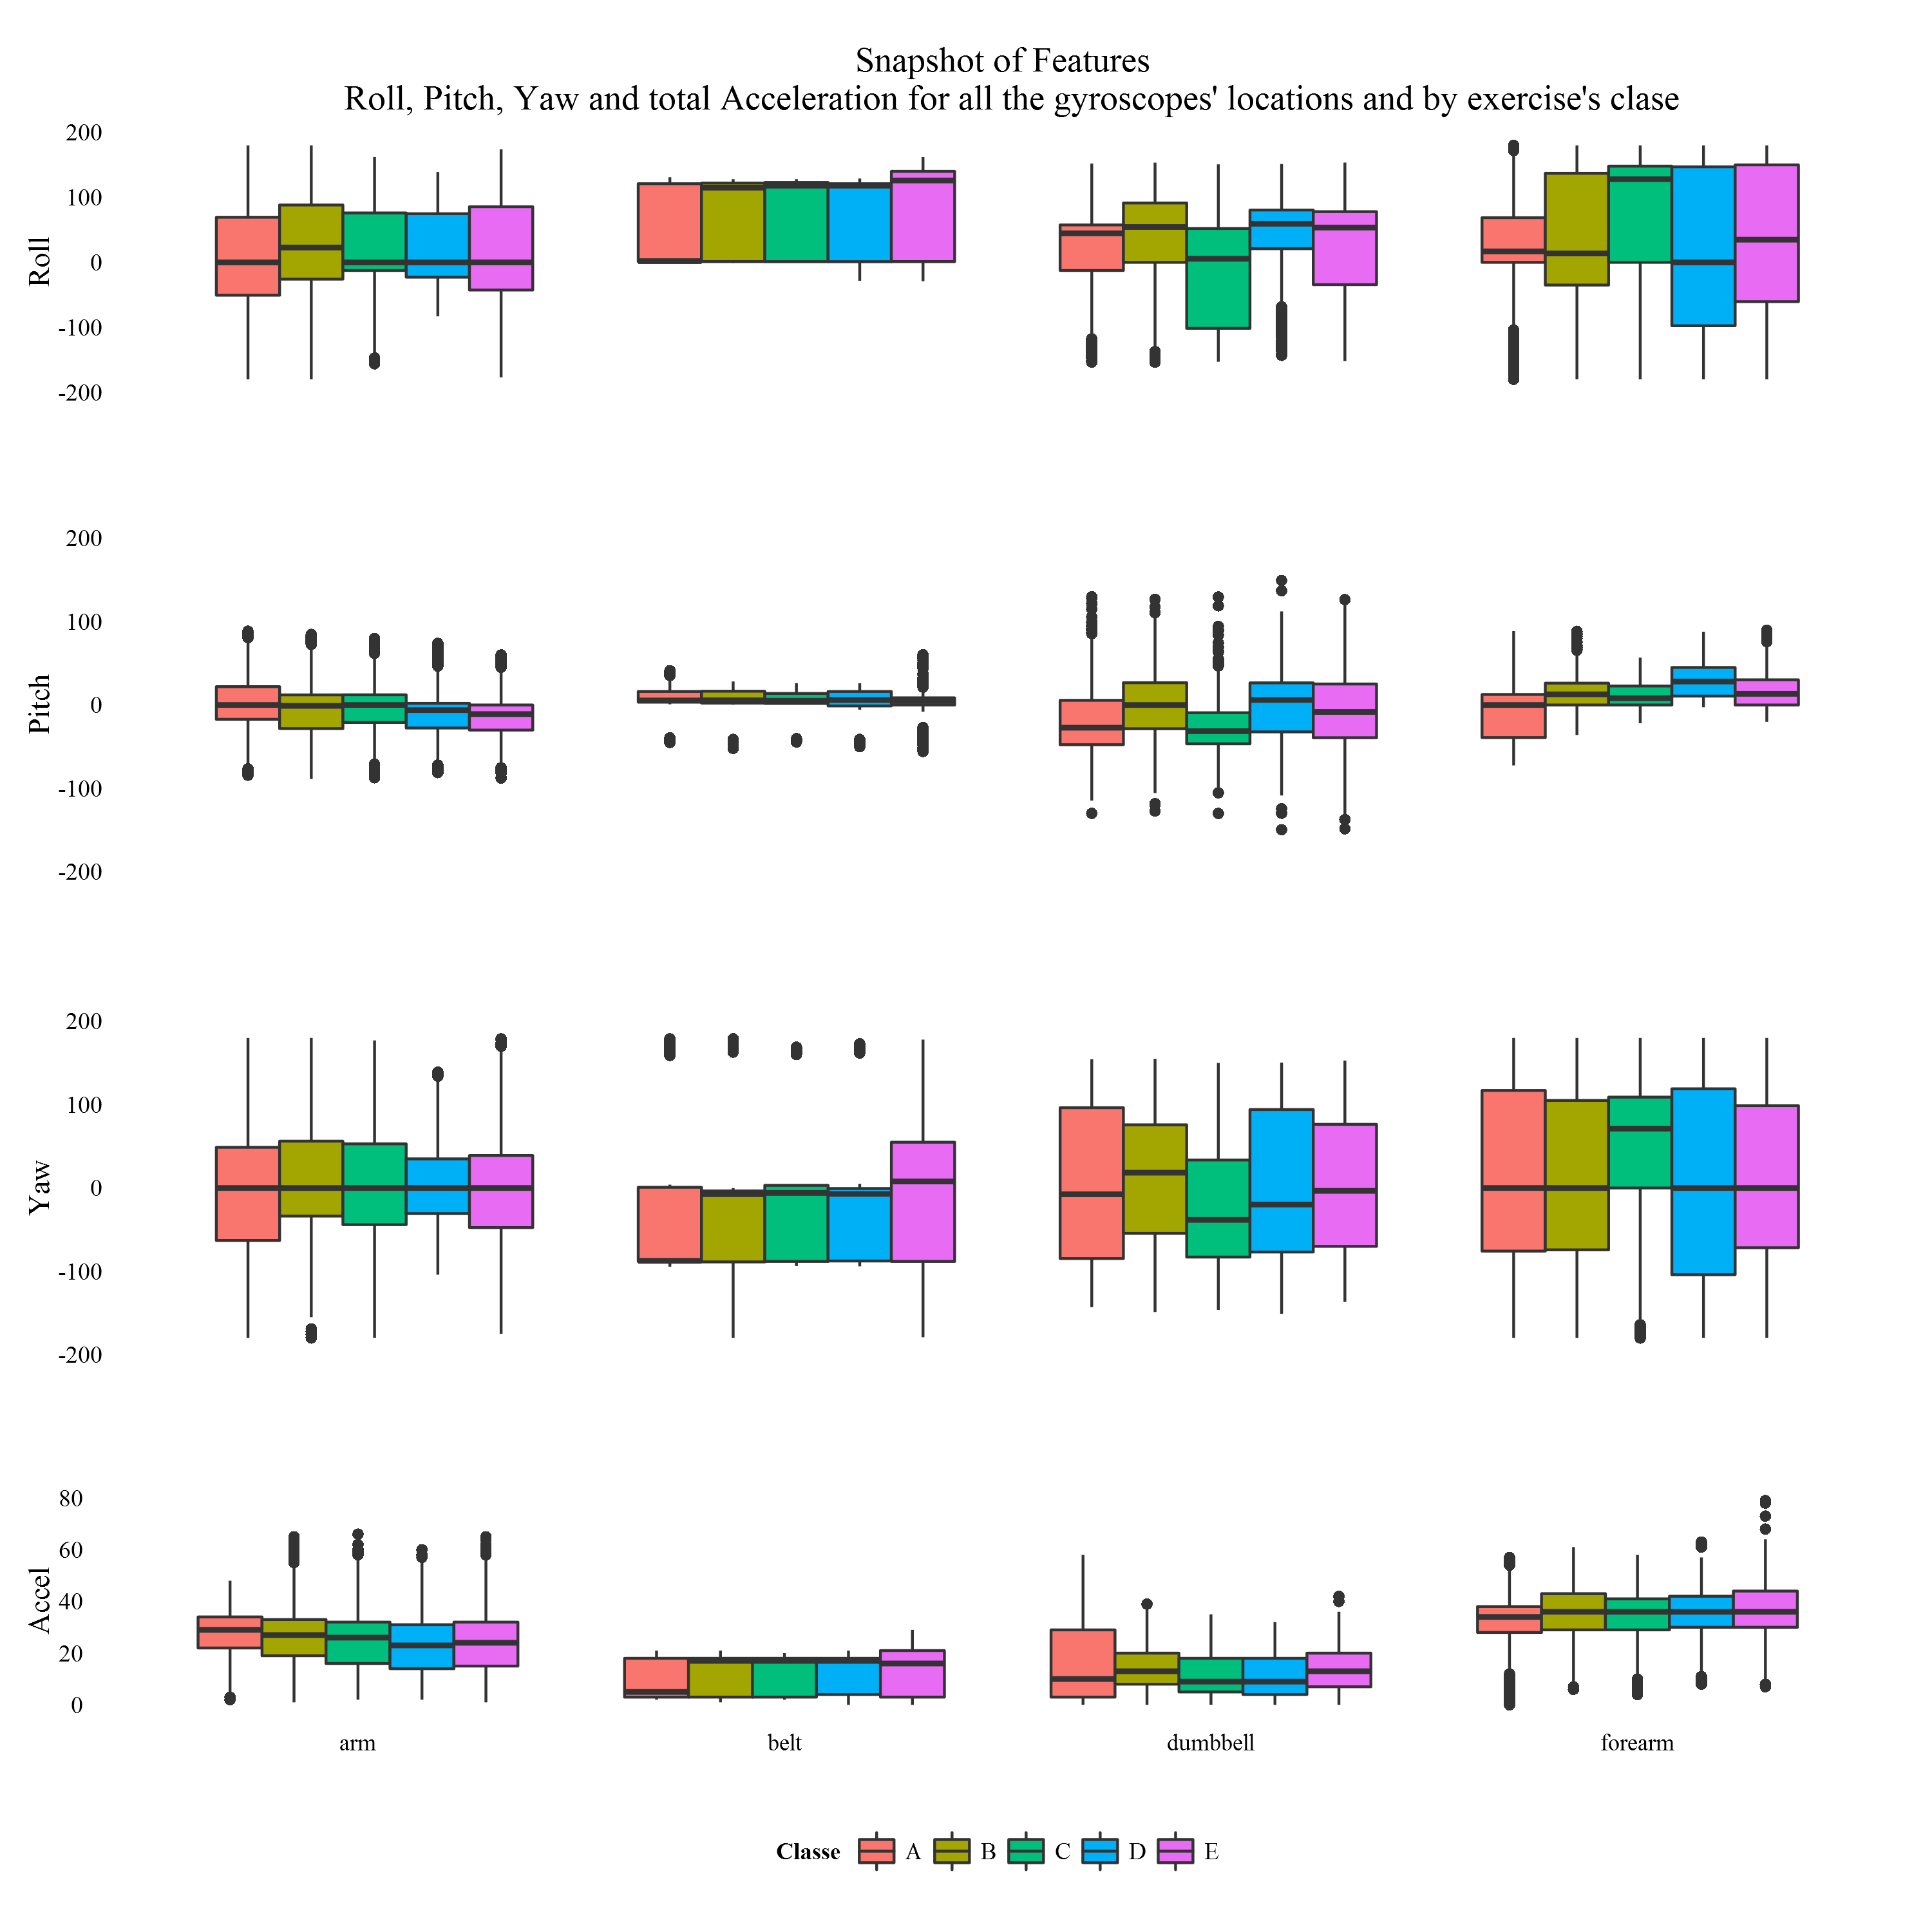 Snapshot of Features
Roll, Pitch, Yaw and total Acceleration for all the gyroscopes' locations and by exercise's clase
200
100
0
-100
-200
Roll
200
100
0
-100
-200
Pitch
200
100
0
-100
-200
Yaw
80
60
40
20
0
Accel
arm belt dumbbell forearm
Classe A B C D E